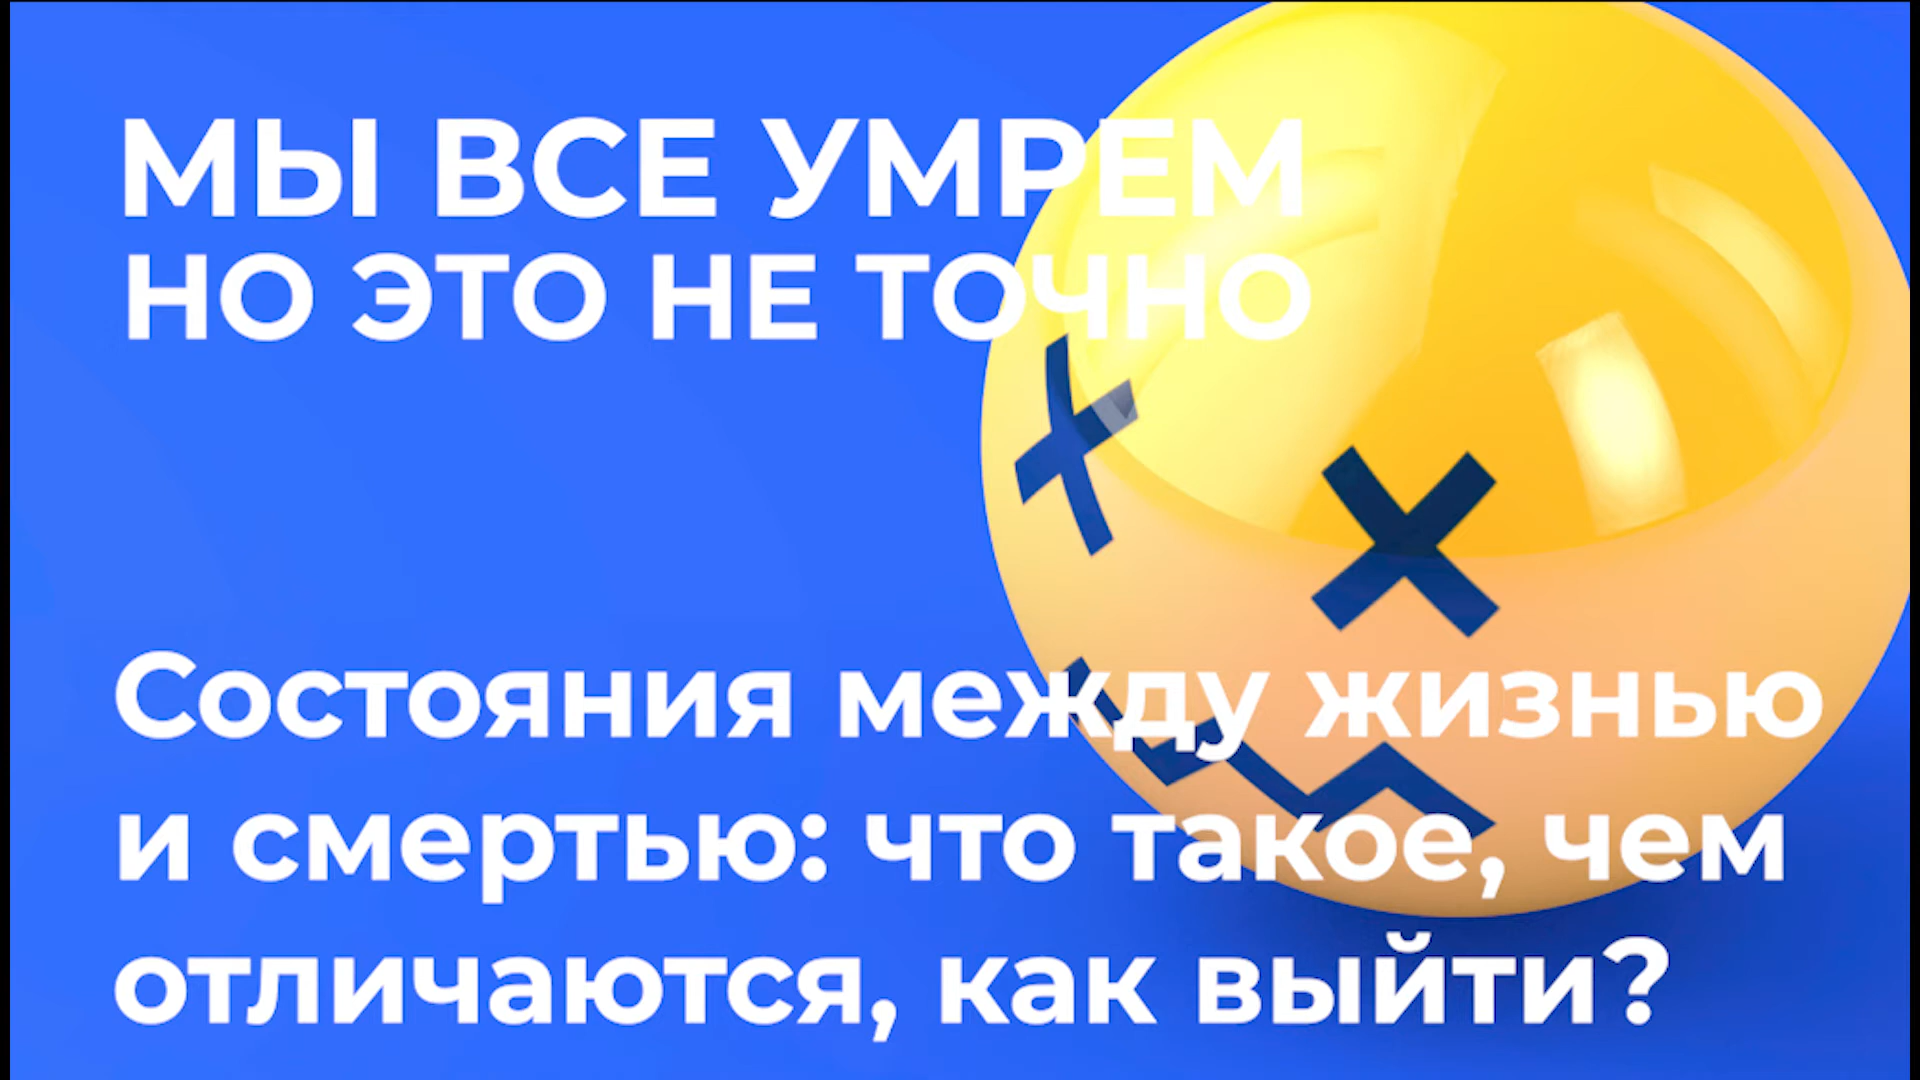 МЫ ВСЕ УМРЕМ
НО ЭТО НЕ ТОЧНО
Состояния между жизнью
и смертью: что такое, чем
отличаются, как выйти?